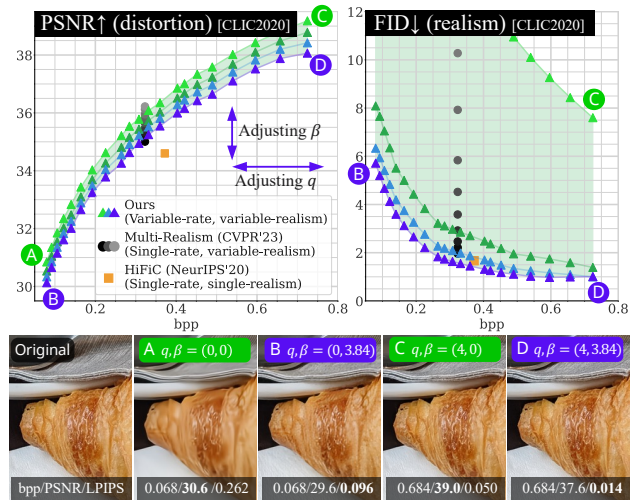 PSNR↑ (distortion) [CLIC2020]
38
36
34
32
30
0.2
0.4
0.6
0.8
bpp
C
D
A
B
Adjusting β
Adjusting q
Ours
(Variable-rate, variable-realism)
Multi-Realism (CVPR'23)
(Single-rate, variable-realism)
HiFiC (NeurIPS'20)
(Single-rate, single-realism)
FID↓ (realism) [CLIC2020]
12
10
8
6
4
2
0
0.2
0.4
0.6
0.8
bpp
C
B
D
Original
A q,β = (0,0)
B q,β = (0,3.84)
C q,β = (4,0)
D q,β = (4,3.84)
bpp/PSNR/LPIPS
0.068/30.6 /0.262
0.068/29.6/0.096
0.684/39.0/0.050
0.684/37.6/0.014